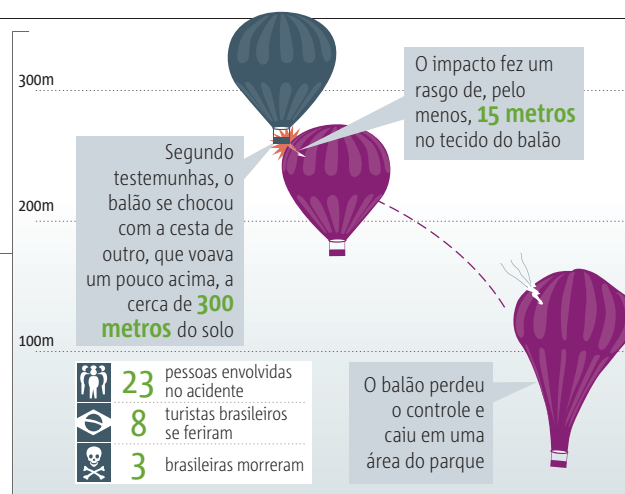 300m
O impacto fez um
rasgo de, pelo
menos, 15 metros
no tecido do balão
Segundo
testemunhas, o
balão se chocou
com a cesta de
outro, que voava
um pouco acima, a
cerca de 300
metros do solo
200m
100m
23 pessoas envolvidas
no acidente
8 turistas brasileiros
se feriram
3 brasileiras morreram
O balão perdeu
o controle e
caiu em uma
área do parque